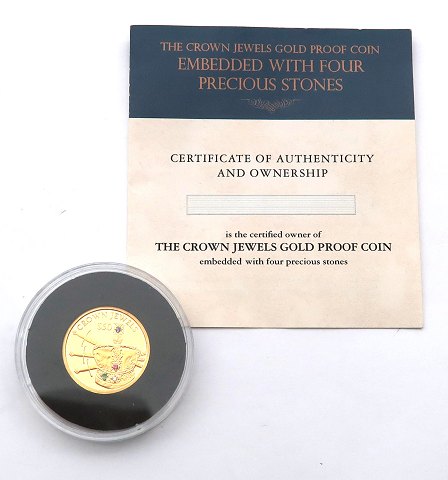 THE CROWN JEWELS GOLD PROOF COIN
EMBEDDED WITH FOUR
PRECIOUS STONES
CERTIFICATE OF AUTHENTICITY
AND OWNERSHIP
is the certified owner of
THE CROWN JEWELS GOLD PROOF COIN
embedded with four precious stones
CROWN JEWELS
$50